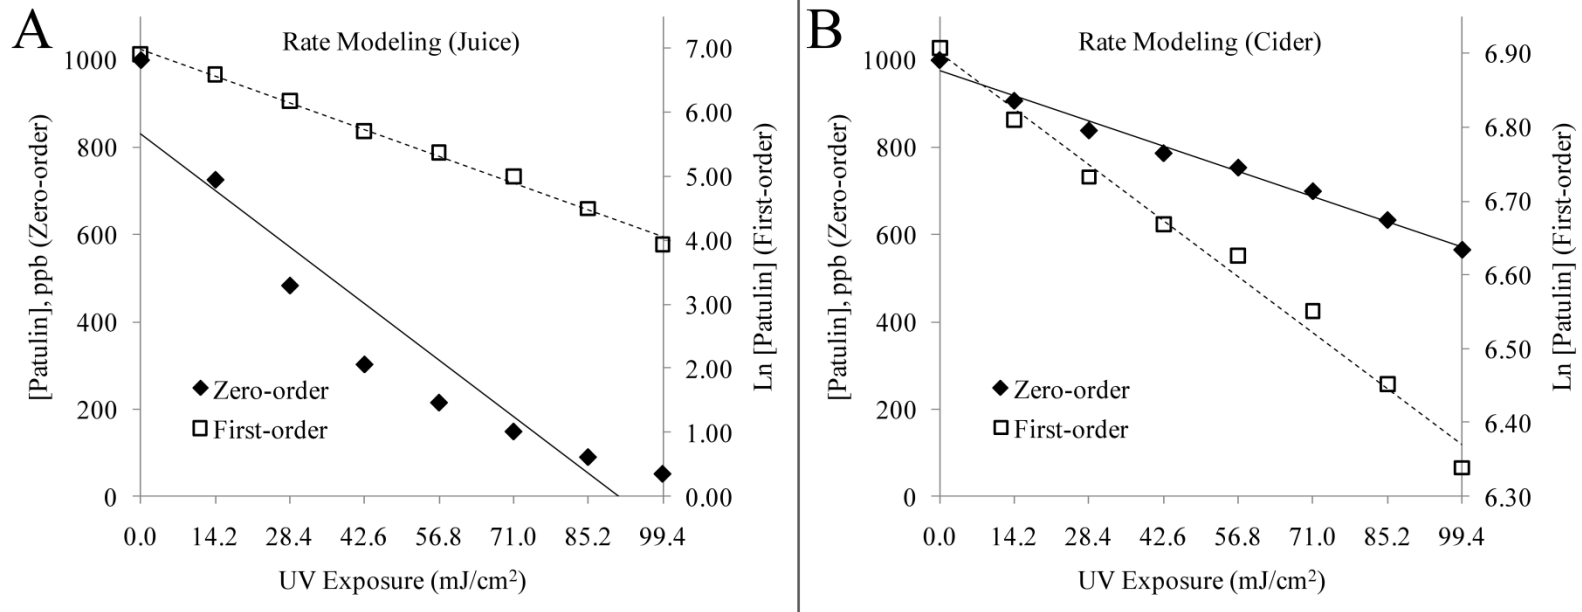 A
Rate Modeling (Juice)
[Patulin], ppb (Zero-order)
1000
800
600
400
200
0
7.00
6.00
5.00
4.00
3.00
2.00
1.00
0.00
Ln [Patulin] (First-order)
Zero-order
First-order
0.0 14.2 28.4 42.6 56.8 71.0 85.2 99.4
UV Exposure (mJ/cm²)
B
Rate Modeling (Cider)
[Patulin], ppb (Zero-order)
1000
800
600
400
200
0
6.90
6.80
6.70
6.60
6.50
6.40
6.30
Ln [Patulin] (First-order)
Zero-order
First-order
0.0 14.2 28.4 42.6 56.8 71.0 85.2 99.4
UV Exposure (mJ/cm²)